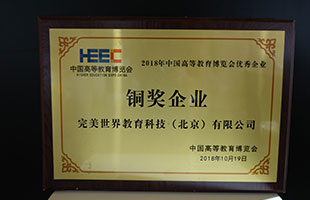 HEEC
中国高等教育博览会
HIGHER EDUCATION EXPO CHINA
2018年中国高等教育博览会优秀企业
铜奖企业
完美世界教育科技（北京）有限公司
中国高等教育博览会
2018年10月19日